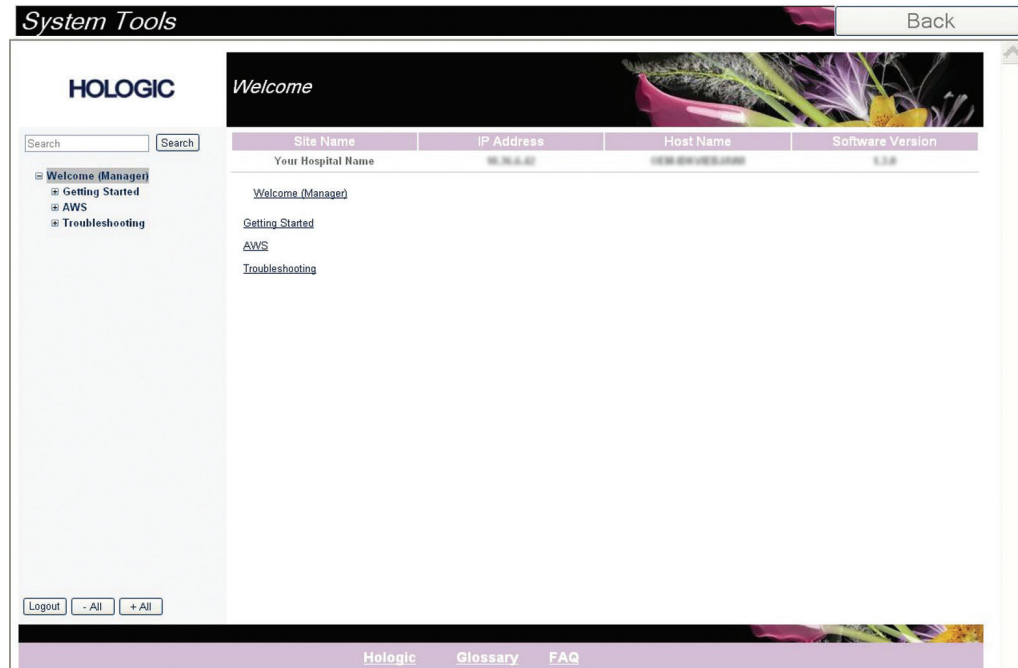 System Tools
Back
HOLOGIC
Welcome
Search Search
Site Name IP Address Host Name Software Version
Your Hospital Name
Welcome (Manager)
Getting Started
AWS
Troubleshooting
Welcome (Manager)
Getting Started
AWS
Troubleshooting
Logout - All + All
Hologic Glossary FAQ